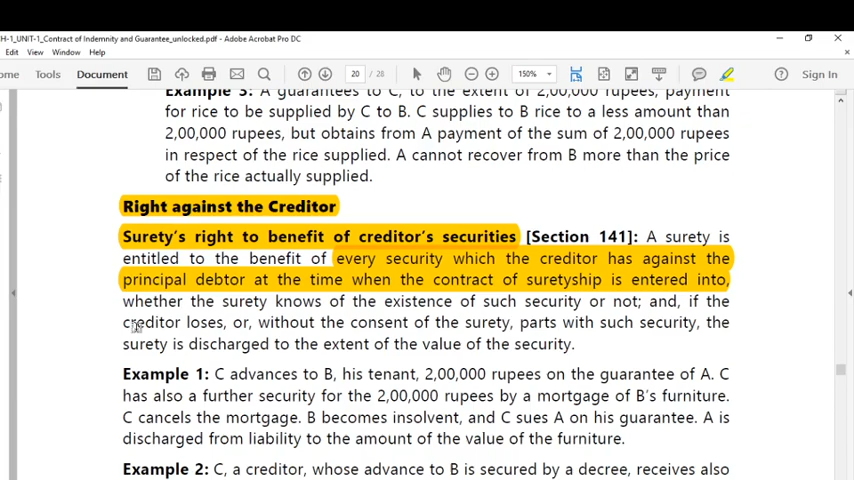 CH-1_UNIT-1_Contract of Indemnity and Guarantee_unlocked.pdf - Adobe Acrobat Pro DC
it View Window Help
ome Tools Document 20 / 28 150% Sign In
Example 3: A guarantees to C, to the extent of 2,00,000 rupees, payment
for rice to be supplied by C to B. C supplies to B rice to a less amount than
2,00,000 rupees, but obtains from A payment of the sum of 2,00,000 rupees
in respect of the rice supplied. A cannot recover from B more than the price
of the rice actually supplied.
Right against the Creditor
Surety's right to benefit of creditor's securities [Section 141]: A surety is
entitled to the benefit of every security which the creditor has against the
principal debtor at the time when the contract of suretyship is entered into,
whether the surety knows of the existence of such security or not; and, if the
creditor loses, or, without the consent of the surety, parts with such security, the
surety is discharged to the extent of the value of the security.
Example 1: C advances to B, his tenant, 2,00,000 rupees on the guarantee of A. C
has also a further security for the 2,00,000 rupees by a mortgage of B's furniture.
C cancels the mortgage. B becomes insolvent, and C sues A on his guarantee. A is
discharged from liability to the amount of the value of the furniture.
Example 2: C, a creditor, whose advance to B is secured by a decree, receives also